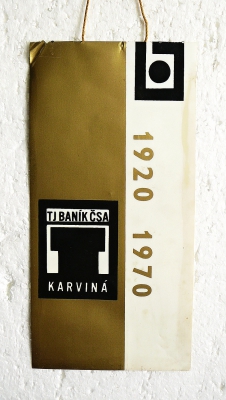 b
1920 1970
TJ BANÍK ČSA
KARVINÁ